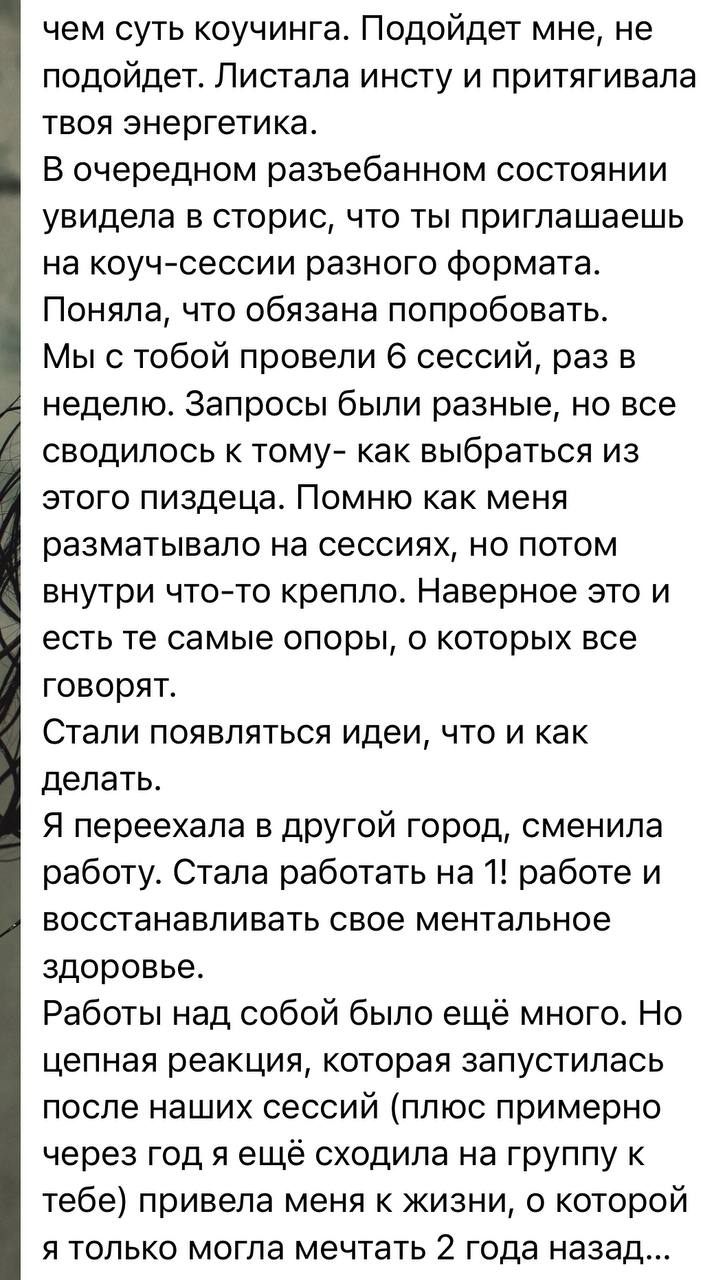 чем суть коучинга. Подойдет мне, не
подойдет. Листала инсту и притягивала
твоя энергетика.
В очередном разъебанном состоянии
увидела в сторис, что ты приглашаешь
на коуч-сессии разного формата.
Поняла, что обязана попробовать.
Мы с тобой провели 6 сессий, раз в
неделю. Запросы были разные, но все
сводилось к тому- как выбраться из
этого пиздеца. Помню как меня
разматывало на сессиях, но потом
внутри что-то крепло. Наверное это и
есть те самые опоры, о которых все
говорят.
Стали появляться идеи, что и как
делать.
Я переехала в другой город, сменила
работу. Стала работать на 1! работе и
восстанавливать свое ментальное
здоровье.
Работы над собой было ещё много. Но
цепная реакция, которая запустилась
после наших сессий (плюс примерно
через год я ещё сходила на группу к
тебе) привела меня к жизни, о которой
я только могла мечтать 2 года назад...